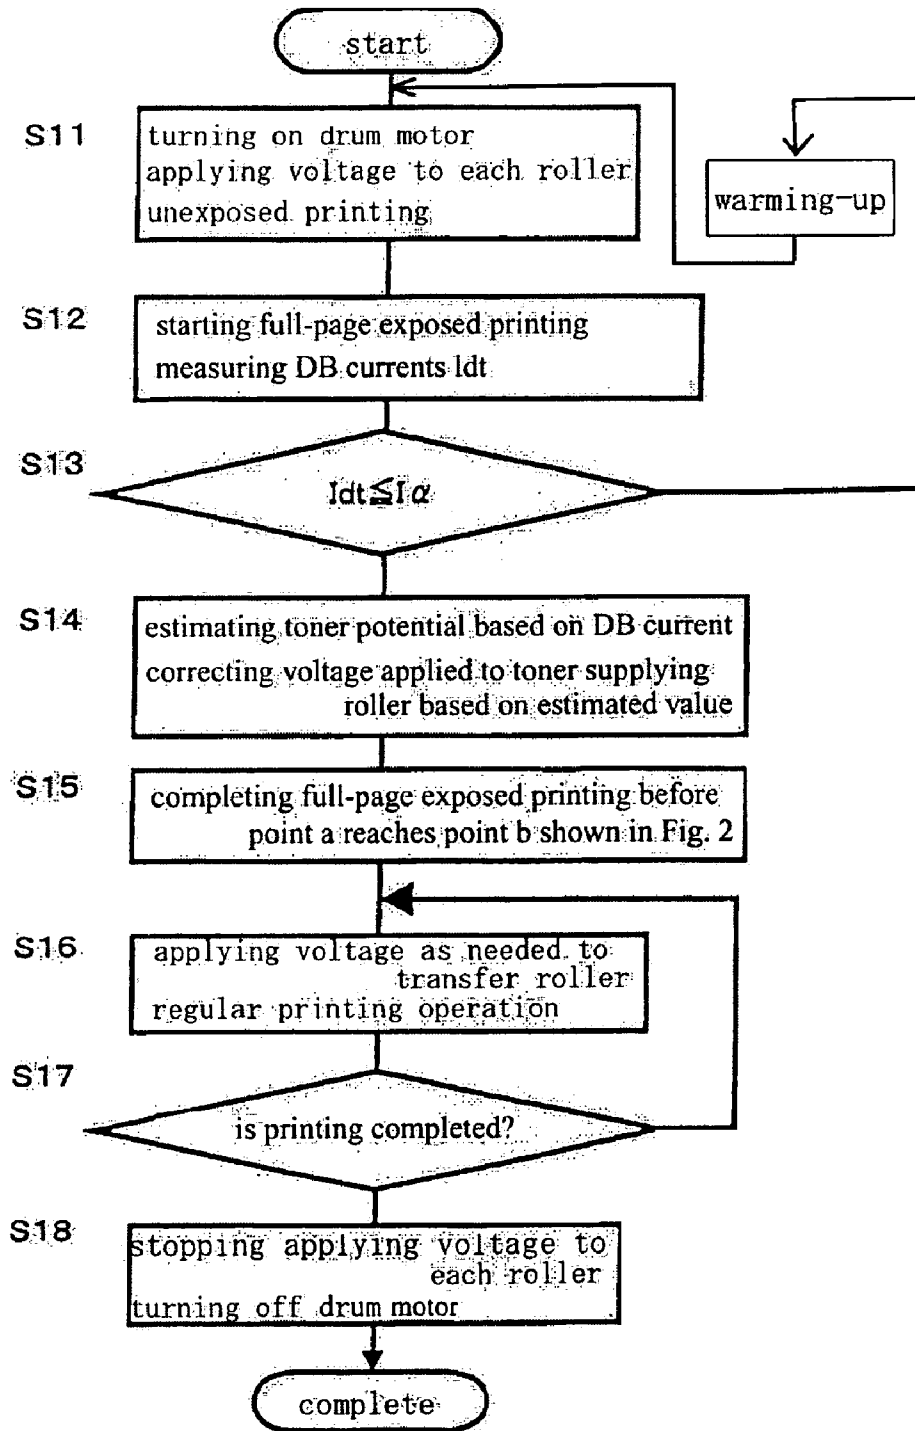 start
S11
turning on drum motor
applying voltage to each roller
unexposed printing
warming-up
S12
starting full-page exposed printing
measuring DB currents Idt
S13
Idt≦Iα
S14
estimating toner potential based on DB current
correcting voltage applied to toner supplying
roller based on estimated value
S15
completing full-page exposed printing before
point a reaches point b shown in Fig. 2
S16
applying voltage as needed to
transfer roller
regular printing operation
S17
is printing completed?
S18
stopping applying voltage to
each roller
turning off drum motor
complete